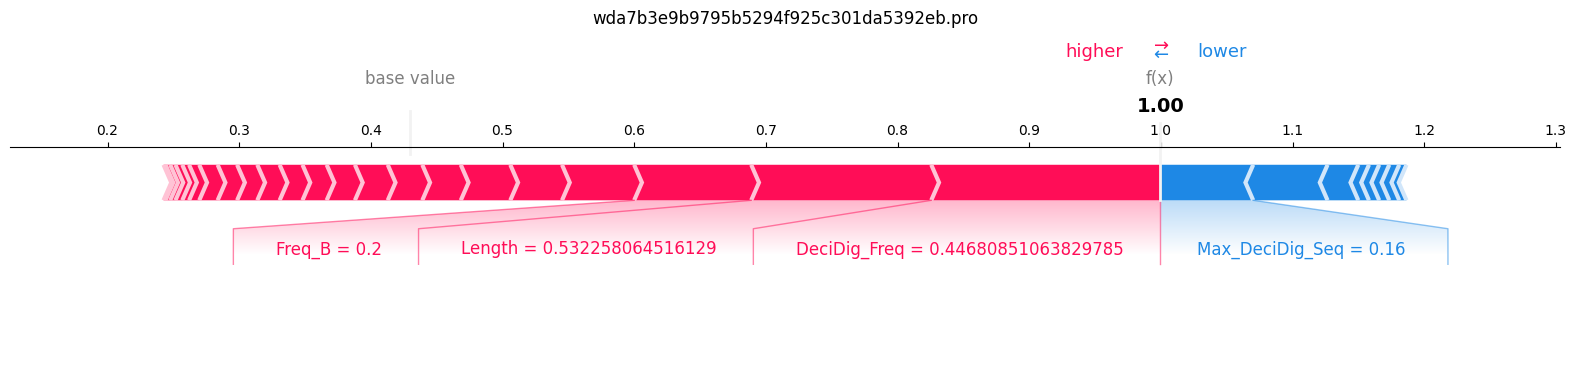 wda7b3e9b9795b5294f925c301da5392eb.pro
higher ⇄ lower
base value f(x)
1.00
0.2 0.3 0.4 0.5 0.6 0.7 0.8 0.9 1.0 1.1 1.2 1.3
Freq_B = 0.2 Length = 0.532258064516129 DeciDig_Freq = 0.44680851063829785 Max_DeciDig_Seq = 0.16